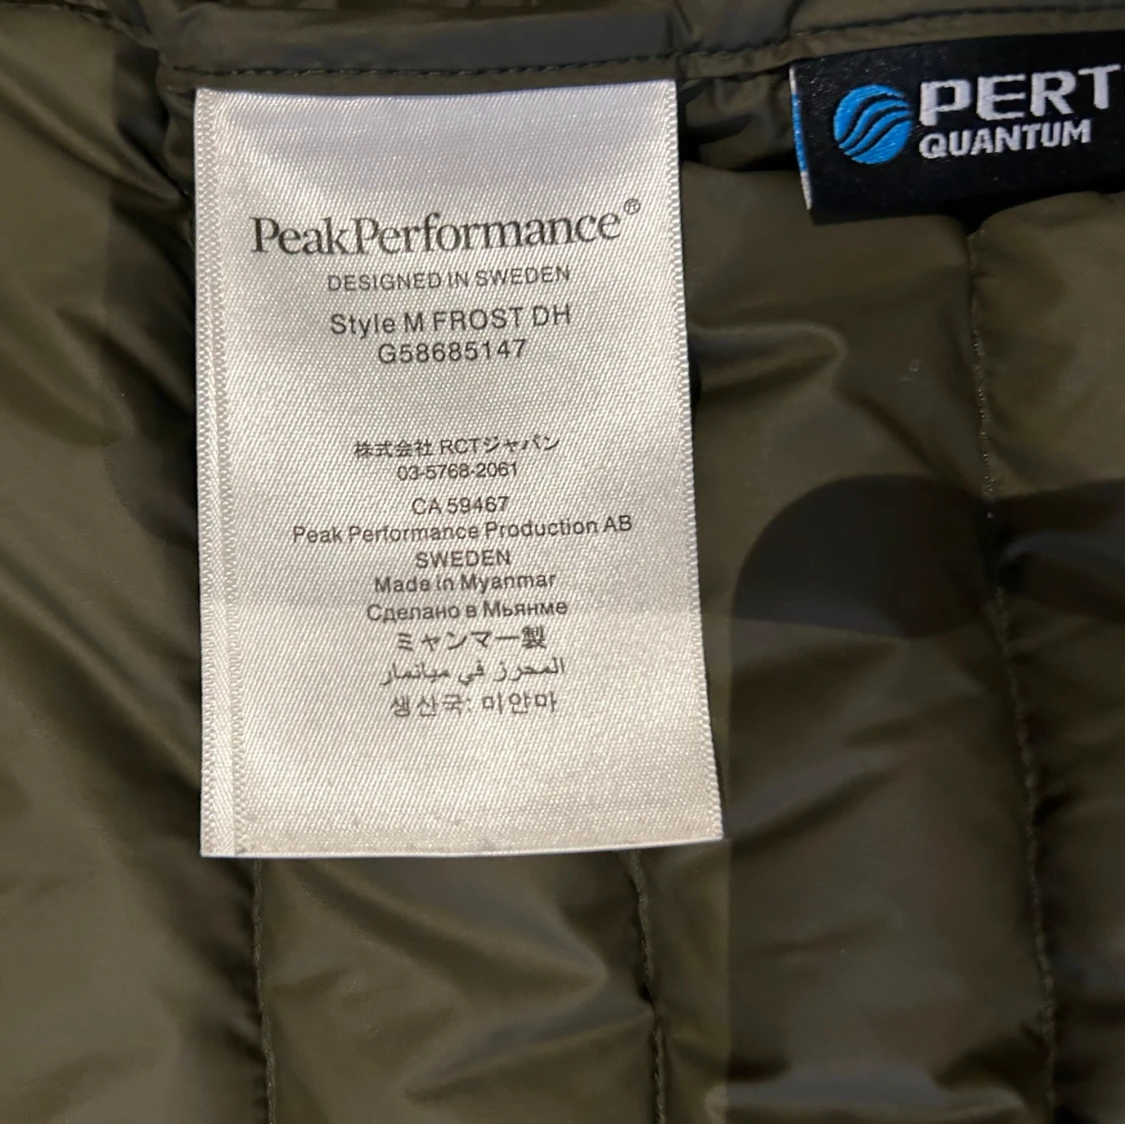 PeakPerformance®
DESIGNED IN SWEDEN
Style M FROST DH
G58685147
株式会社 RCTジャパン
03-5768-2061
CA 59467
Peak Performance Production AB
SWEDEN
Made in Myanmar
Сделано в Мьянме
ミャンマー製
المحرز في ميانمار
생산국: 미얀마
PERT
QUANTUM